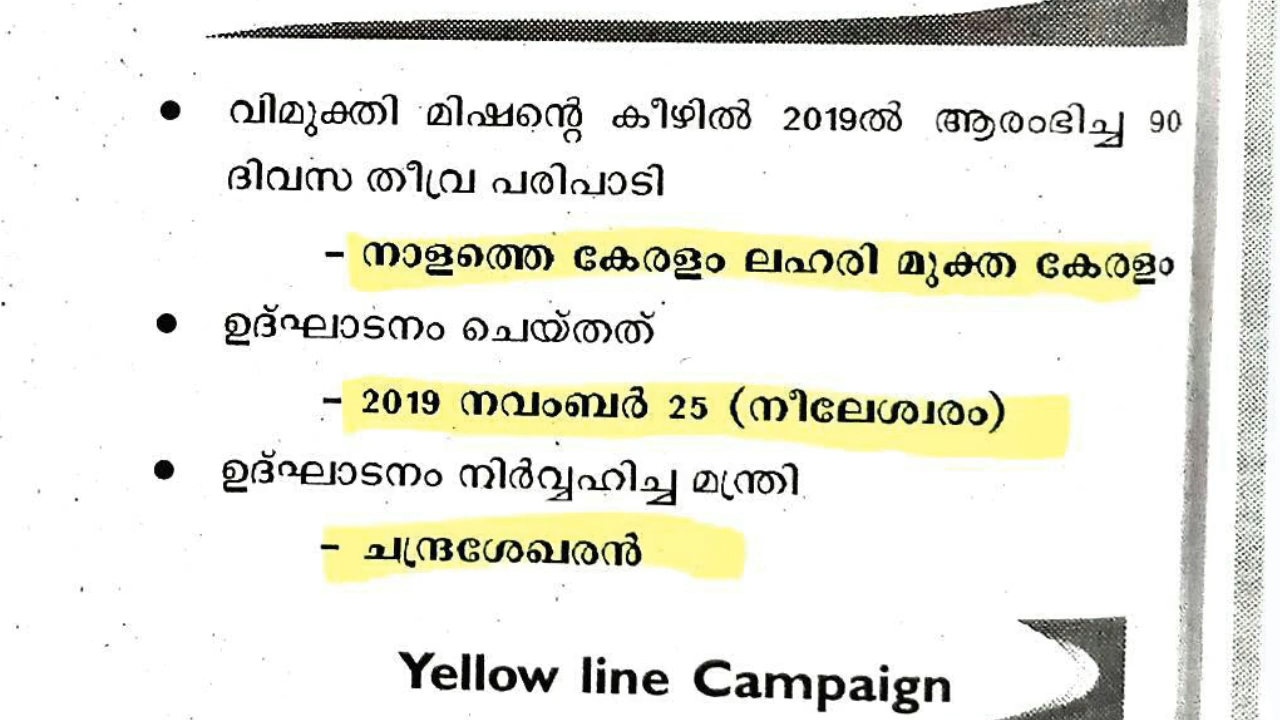 ● വിമുക്തി മിഷന്റെ കീഴിൽ 2019ൽ ആരംഭിച്ച 90
ദിവസ തീവ്ര പരിപാടി
– നാളത്തെ കേരളം ലഹരി മുക്ത കേരളം
● ഉദ്ഘാടനം ചെയ്തത്
– 2019 നവംബർ 25 (നീലേശ്വരം)
● ഉദ്ഘാടനം നിർവ്വഹിച്ച മന്ത്രി
– ചന്ദ്രശേഖരൻ
Yellow line Campaign